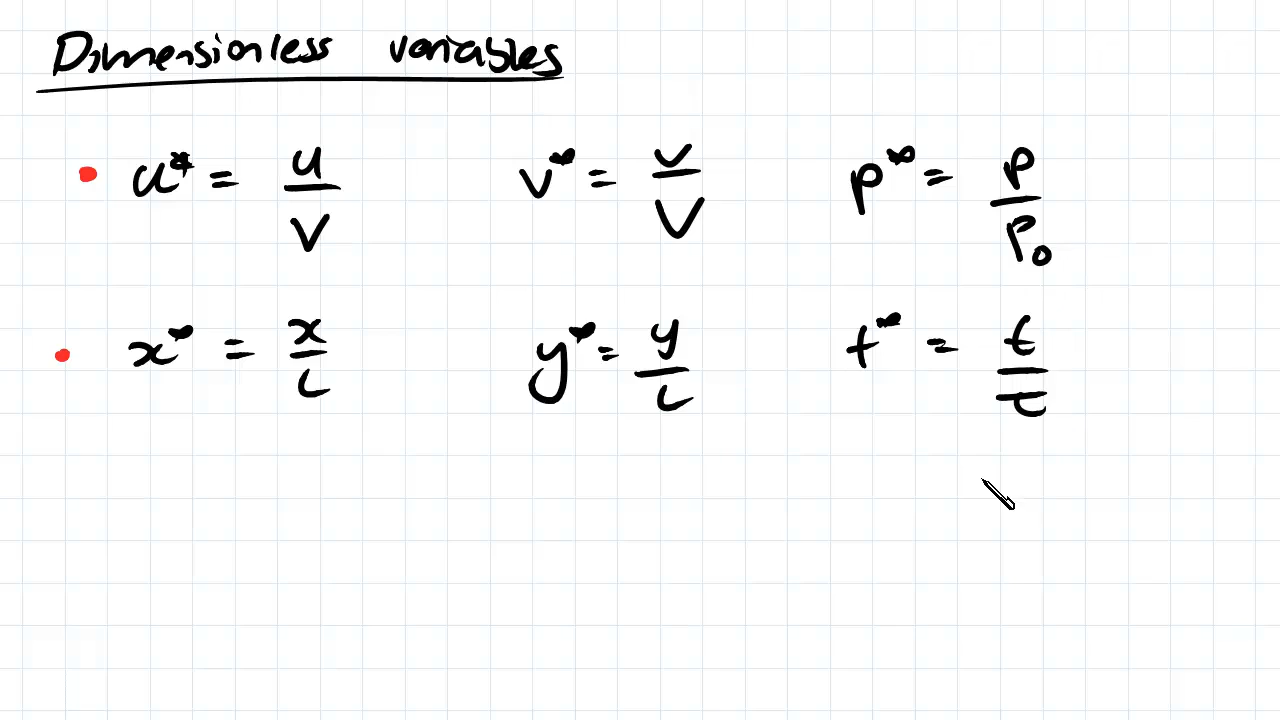 Dimensionless variables
• u* = u/V v* = v/V p* = p/p₀
• x* = x/L y* = y/L t* = t/τ